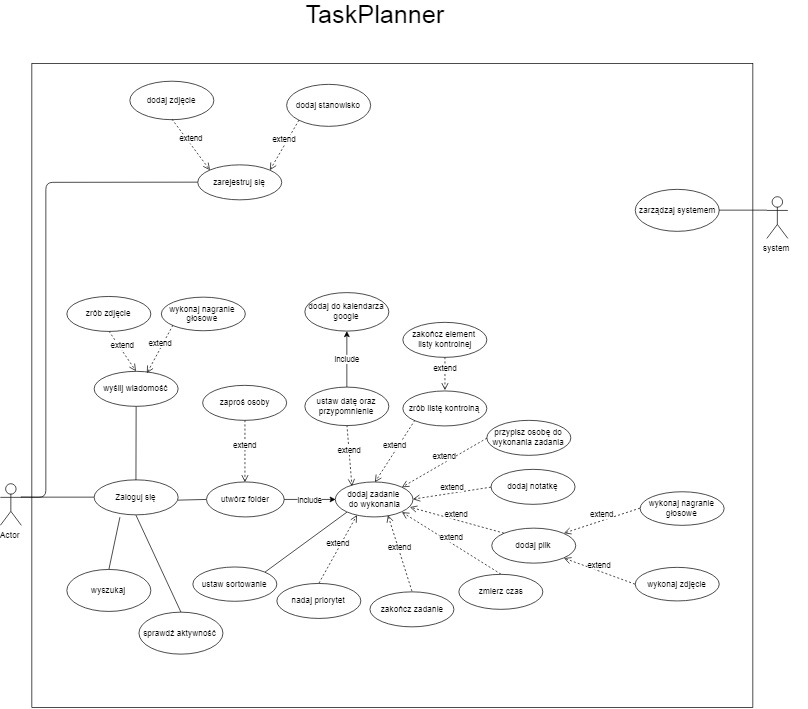 TaskPlanner
dodaj zdjęcie
dodaj stanowisko
extend
extend
zarejestruj się
zarządzaj systemem
system
zrób zdjęcie
wykonaj nagranie
głosowe
dodaj do kalendarza
google
extend
extend
zakończ element
listy kontrolnej
include
extend
wyślij wiadomość
zaproś osoby
ustaw datę oraz
przypomnienie
zrób listę kontrolną
extend
extend
extend
przypisz osobę do
wykonania zadania
extend
dodaj notatkę
extend
Actor
Zaloguj się
utwórz folder
include
dodaj zadanie
do wykonania
wykonaj nagranie
głosowe
extend
extend
extend
dodaj plik
extend
extend
extend
wyszukaj
ustaw sortowanie
nadaj priorytet
zakończ zadanie
zmierz czas
wykonaj zdjęcie
sprawdź aktywność